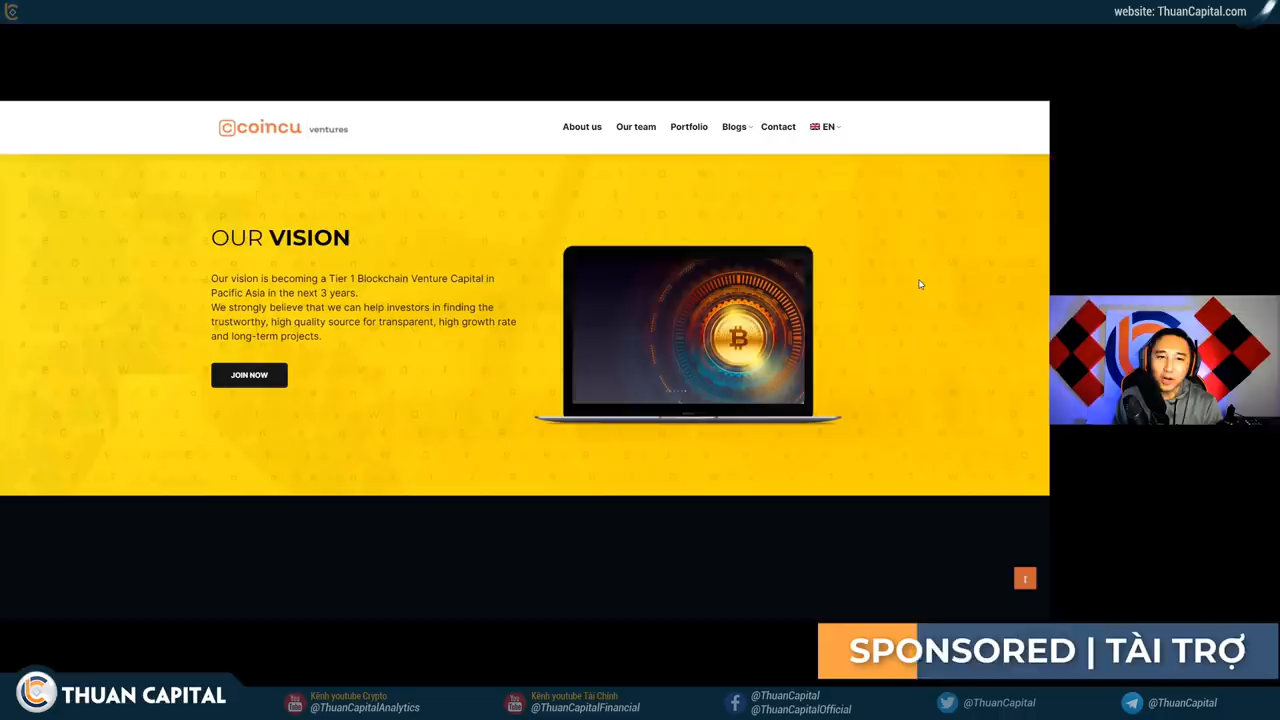 website: ThuanCapital.com
coincu ventures
About us Our team Portfolio Blogs Contact EN
OUR VISION
Our vision is becoming a Tier 1 Blockchain Venture Capital in
Pacific Asia in the next 3 years.
We strongly believe that we can help investors in finding the
trustworthy, high quality source for transparent, high growth rate
and long-term projects.
JOIN NOW
SPONSORED | TÀI TRỢ
THUAN CAPITAL
Kênh youtube Crypto
@ThuanCapitalAnalytics
Kênh youtube Tài Chính
@ThuanCapitalFinancial
@ThuanCapital
@ThuanCapitalOfficial
@ThuanCapital
@ThuanCapital